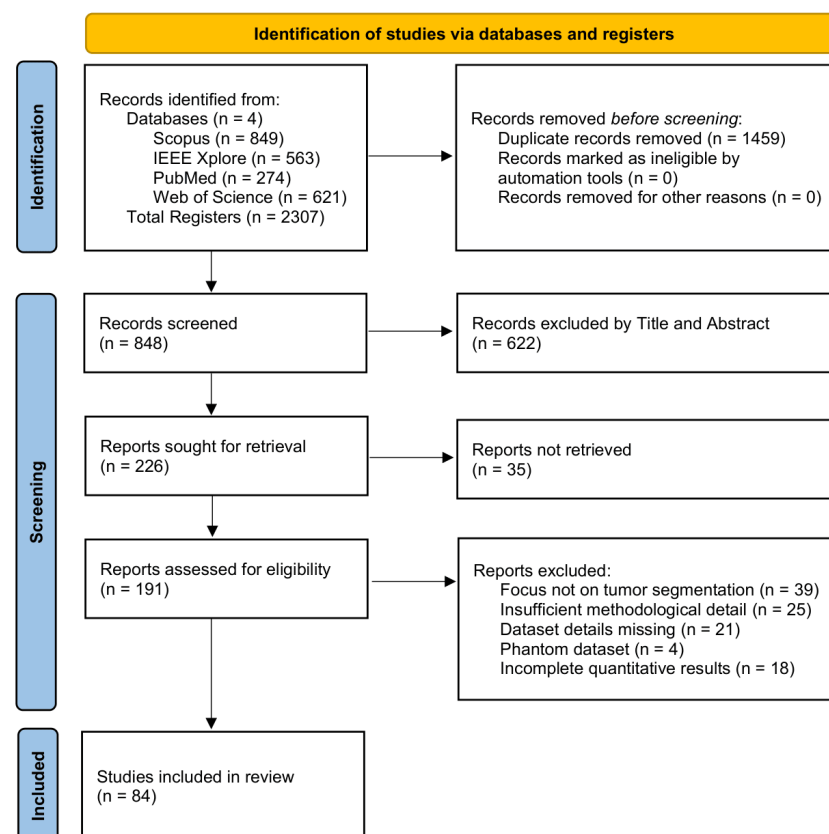 Identification of studies via databases and registers
Identification
Records identified from:
Databases (n = 4)
Scopus = 849)
IEEE Xplore (n = 563)
PubMed (n = 274)
Web of Science (n = 621)
Total Registers (n = 2307)
Records removed before screening:
Duplicate records removed (n = 1459)
Records marked as ineligible by
automation tools (n = 0)
Records removed for other reasons (n = 0)
Screening
Records screened
(n = 848)
Records excluded by Title and Abstract
(n = 622)
Reports sought for retrieval
(n = 226)
Reports not retrieved
(n = 35)
Reports assessed for eligibility
(n = 191)
Reports excluded:
Focus not on tumor segmentation (n = 39)
Insufficient methodological detail (n = 25)
Dataset details missing (n = 21)
Phantom dataset (n = 4)
Incomplete quantitative results (n = 18)
Included
Studies included in review
(n = 84)